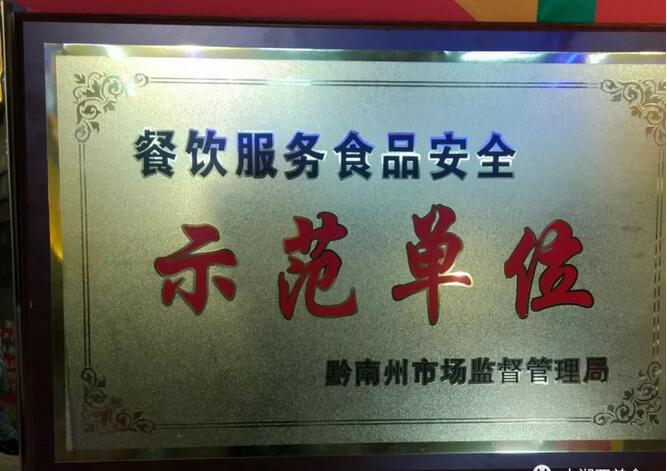 餐饮服务食品安全
示范单位
黔南州市场监督管理局